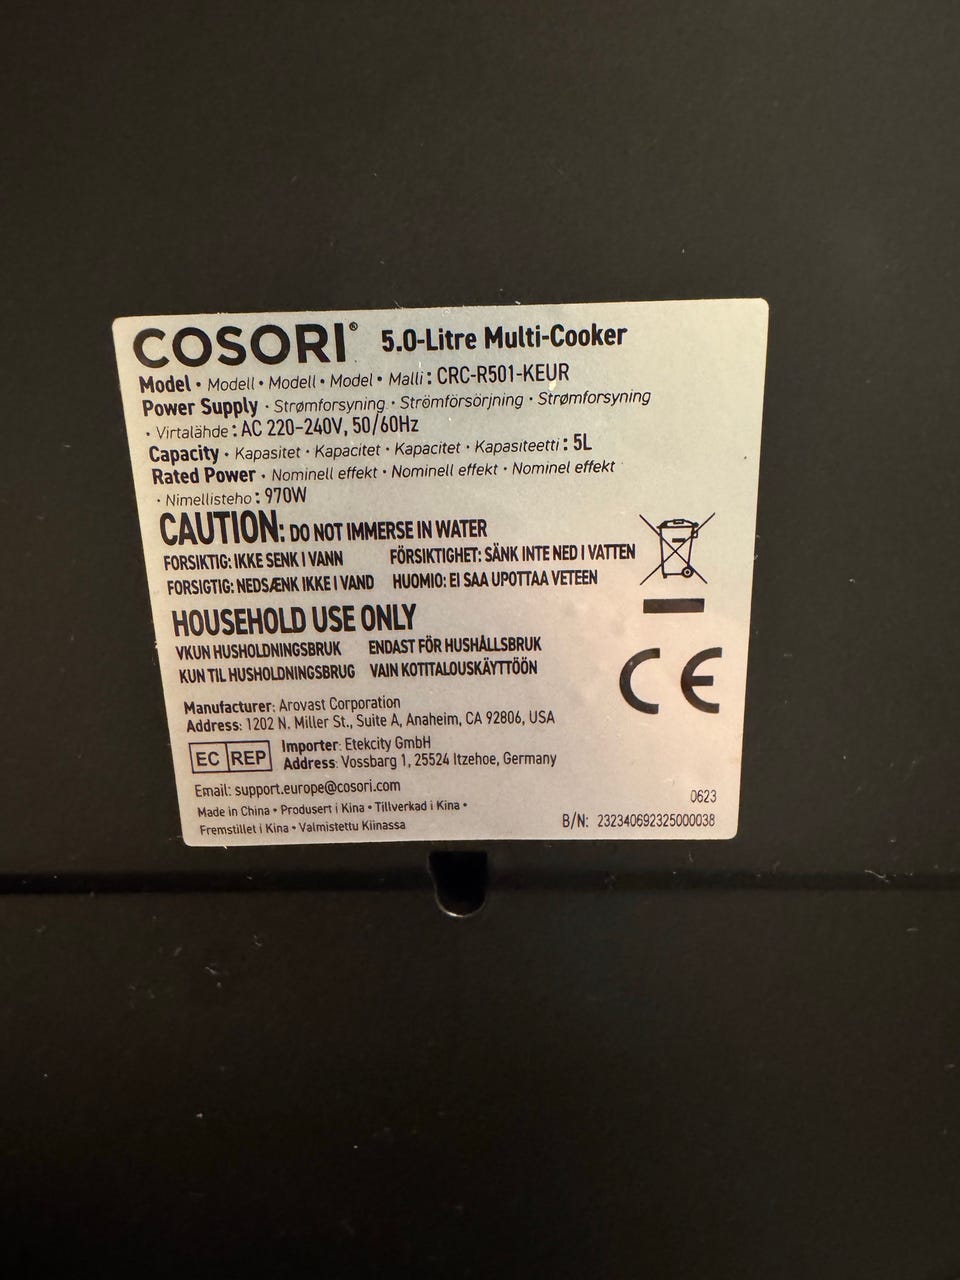 COSORI® 5.0-Litre Multi-Cooker
Model • Modell • Modell • Model • Malli : CRC-R501-KEUR
Power Supply • Strømforsyning • Strömförsörjning • Strømforsyning
• Virtalähde : AC 220-240V, 50/60Hz
Capacity • Kapasitet • Kapacitet • Kapacitet • Kapasiteetti : 5L
Rated Power • Nominell effekt • Nominell effekt • Nominel effekt
• Nimellisteho : 970W
CAUTION: DO NOT IMMERSE IN WATER
FORSIKTIG: IKKE SENK I VANN FÖRSIKTIGHET: SÄNK INTE NED I VATTEN
FORSIGTIG: NEDSÆNK IKKE I VAND HUOMIO: EI SAA UPOTTAA VETEEN
HOUSEHOLD USE ONLY
VKUN HUSHOLDNINGSBRUK ENDAST FÖR HUSHÅLLSBRUK
KUN TIL HUSHOLDNINGSBRUG VAIN KOTITALOUSKÄYTTÖÖN
CE
Manufacturer: Arovast Corporation
Address: 1202 N. Miller St., Suite A, Anaheim, CA 92806, USA
EC REP Importer: Etekcity GmbH
Address: Vossbarg 1, 25524 Itzehoe, Germany
Email: support.europe@cosori.com
0623
Made in China • Produsert i Kina • Tillverkad i Kina •
Fremstillet i Kina • Valmistettu Kiinassa
B/N: 232340692325000038